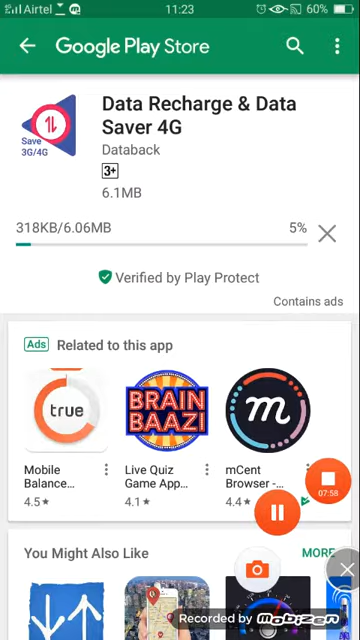 Airtel
11:23
60%
Google Play Store
Data Recharge & Data
Saver 4G
Databack
3+
6.1MB
Save
3G/4G
318KB/6.06MB
5%
Verified by Play Protect
Contains ads
Ads
Related to this app
true
BRAIN
BAAZI
m
Mobile
Balance...
4.5★
Live Quiz
Game App...
4.1★
mCent
Browser -...
4.4★
07:58
You Might Also Like
MORE
Recorded by mobizen